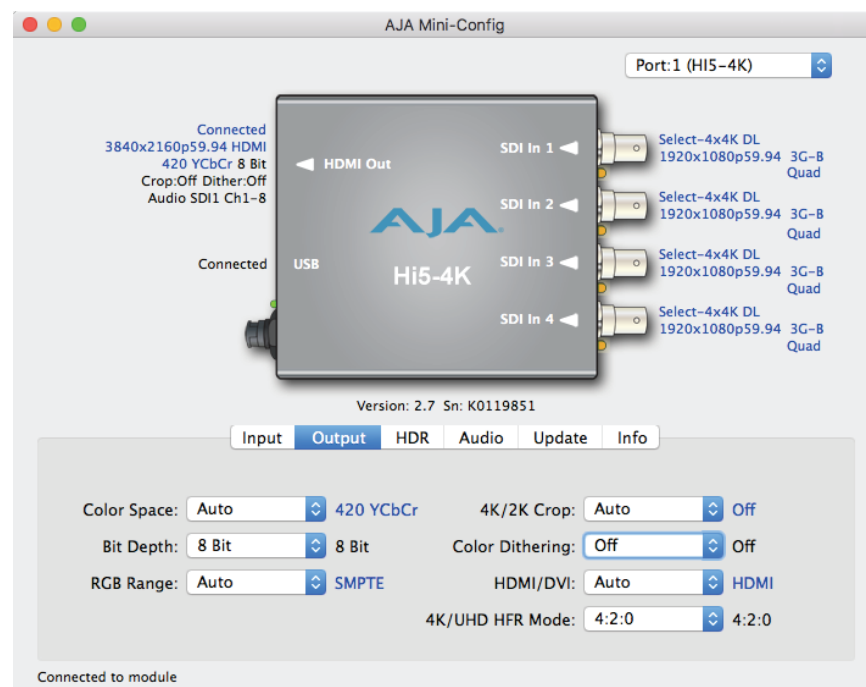 AJA Mini-Config
Port:1 (HI5-4K)
Connected
3840x2160p59.94 HDMI
420 YCbCr 8 Bit
Crop:Off Dither:Off
Audio SDI1 Ch1-8
Connected
HDMI Out
USB
AJA
Hi5-4K
SDI In 1
SDI In 2
SDI In 3
SDI In 4
Select-4x4K DL
1920x1080p59.94 3G-B
Quad
Select-4x4K DL
1920x1080p59.94 3G-B
Quad
Select-4x4K DL
1920x1080p59.94 3G-B
Quad
Select-4x4K DL
1920x1080p59.94 3G-B
Quad
Version: 2.7 Sn: K0119851
Input Output HDR Audio Update Info
Color Space: Auto 420 YCbCr
Bit Depth: 8 Bit 8 Bit
RGB Range: Auto SMPTE
4K/2K Crop: Auto Off
Color Dithering: Off Off
HDMI/DVI: Auto HDMI
4K/UHD HFR Mode: 4:2:0 4:2:0
Connected to module